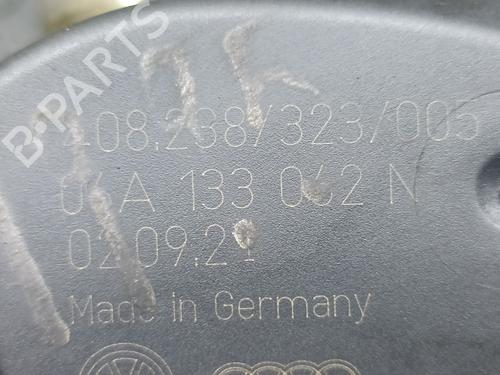 B-PARTS
408.238/323/005
06A 133 062 N
02.09.21
Made in Germany